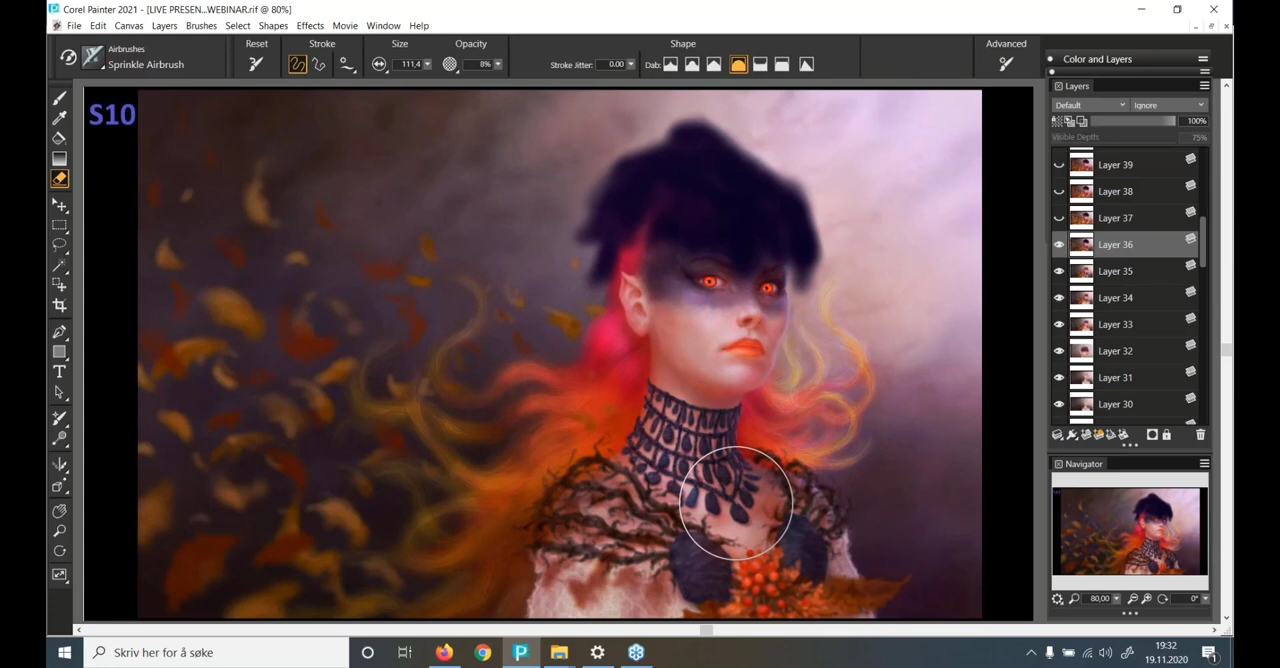 Corel Painter 2021 - [LIVE PRESEN...WEBINAR.rif @ 80%]
File Edit Canvas Layers Brushes Select Shapes Effects Movie Window Help
Airbrushes
Sprinkle Airbrush
Reset
Stroke
Size
Opacity
Shape
Advanced
111,4
8%
Stroke Jitter: 0.00
Dab:
Color and Layers
Layers
Default
Ignore
100%
Visible Depth:
75%
S10
Layer 39
Layer 38
Layer 37
Layer 36
Layer 35
Layer 34
Layer 33
Layer 32
Layer 31
Layer 30
Navigator
80,00
0°
Skriv her for å søke
19:32
19.11.2020